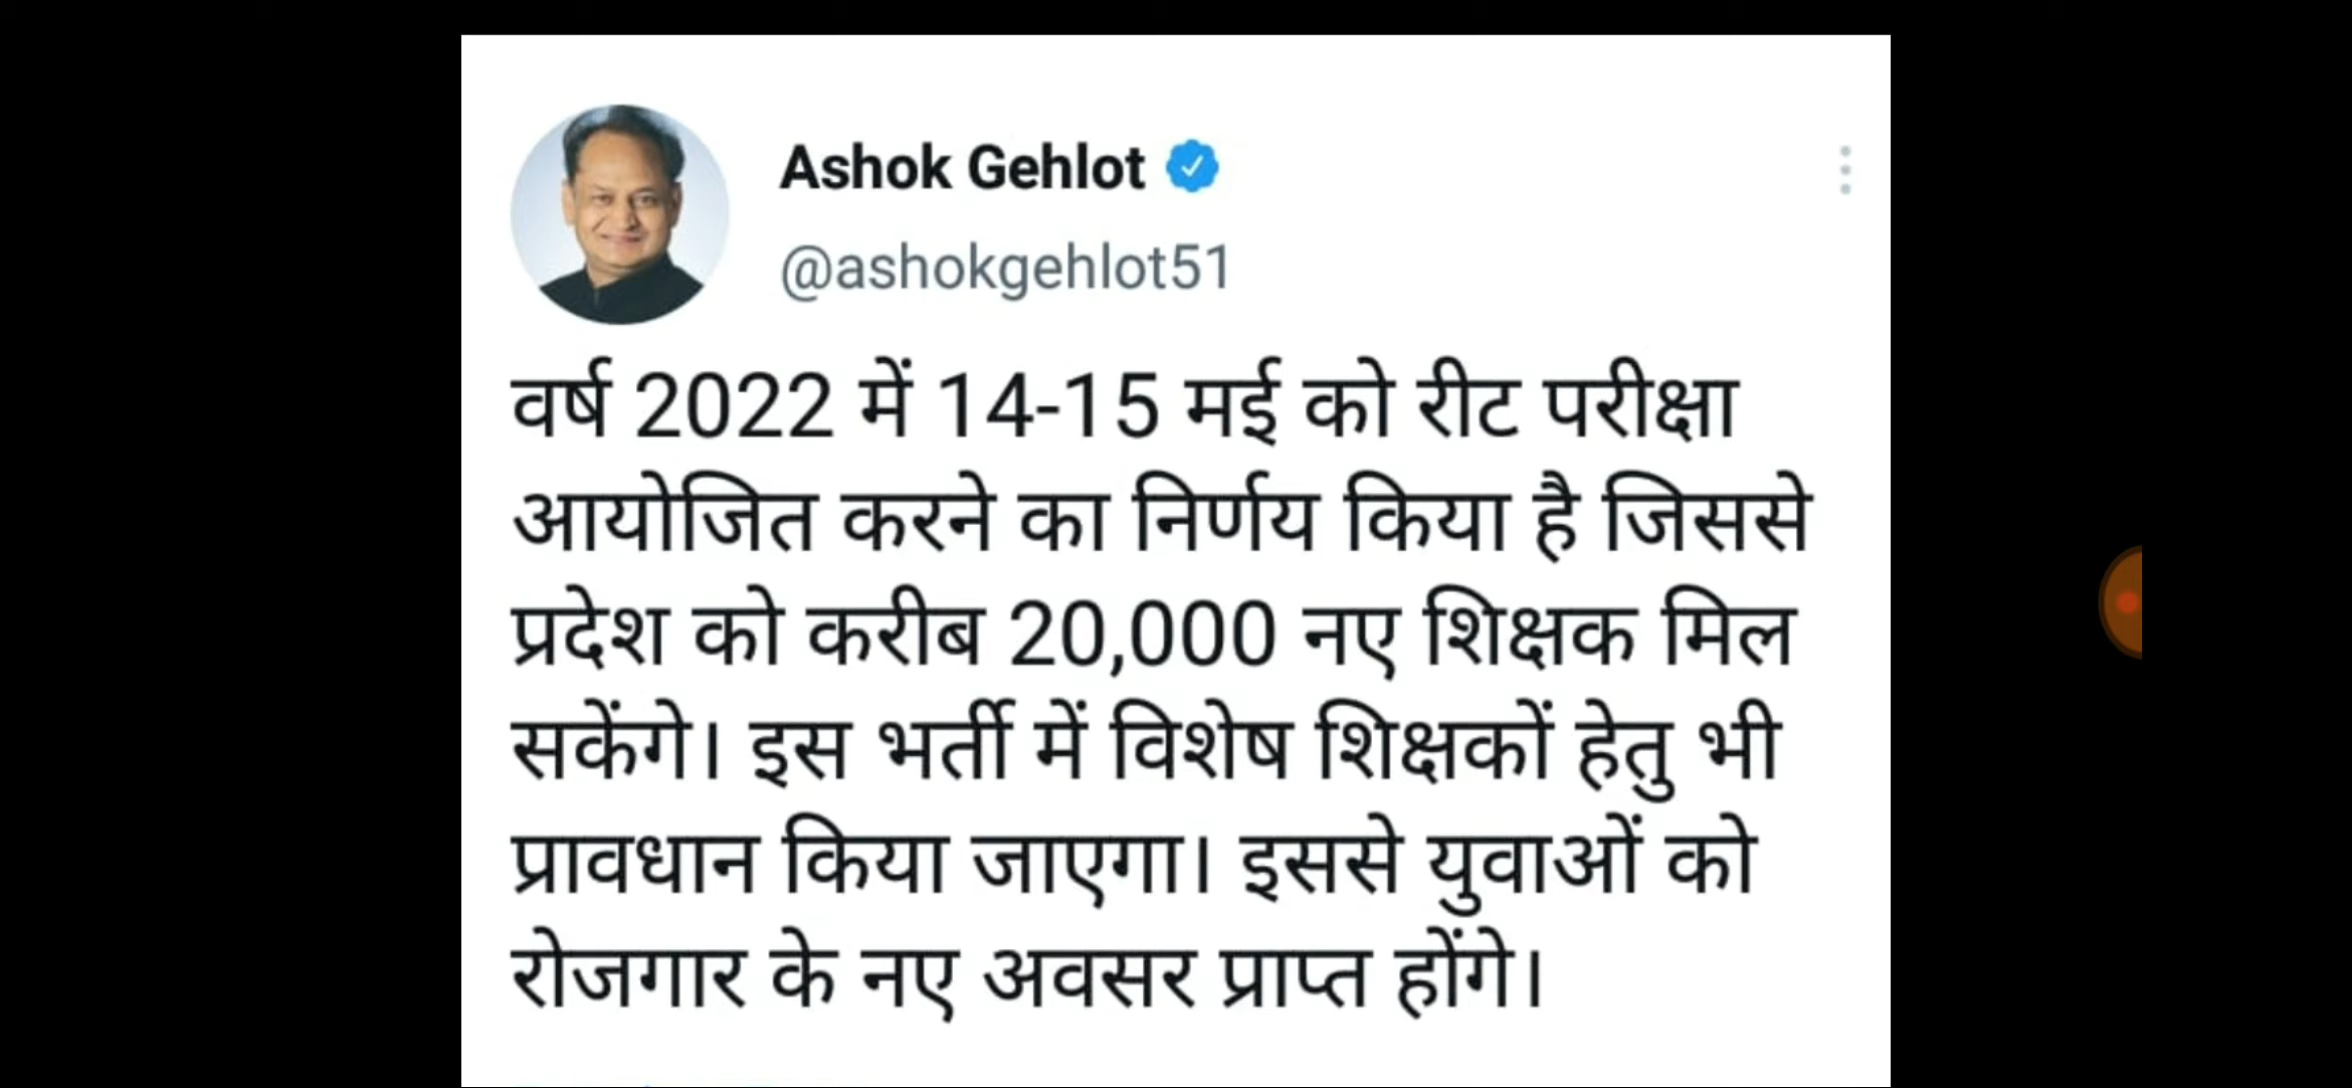 Ashok Gehlot
@ashokgehlot51
वर्ष 2022 में 14-15 मई को रीट परीक्षा
आयोजित करने का निर्णय किया है जिससे
प्रदेश को करीब 20,000 नए शिक्षक मिल
सकेंगे। इस भर्ती में विशेष शिक्षकों हेतु भी
प्रावधान किया जाएगा। इससे युवाओं को
रोजगार के नए अवसर प्राप्त होंगे।